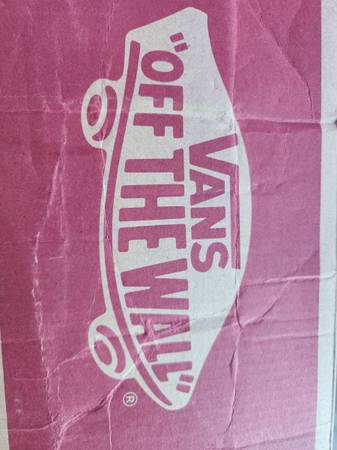 VANS
"OFF THE WALL"
®